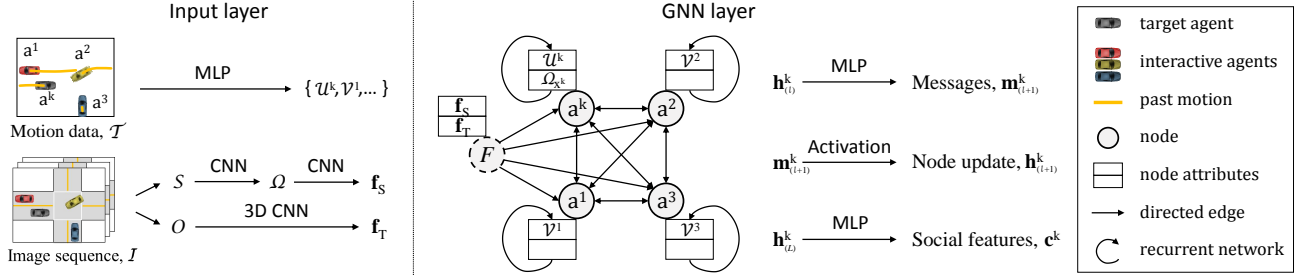 Input layer
a¹ a²
aᵏ
a³
Motion data, 𝒯
MLP
{ 𝒰ᵏ, 𝒱¹, … }
Image sequence, I
S CNN Ω CNN f_S
O 3D CNN f_T
GNN layer
𝒰ᵏ
Ω_xᵏ
𝒱²
f_S
f_T
F
aᵏ a²
a¹ a³
𝒱¹
𝒱³
h^k_(l) MLP Messages, m^k_(l+1)
m^k_(l+1) Activation Node update, h^k_(l+1)
h^k_(L) MLP Social features, c^k
target agent
interactive agents
past motion
node
node attributes
directed edge
recurrent network